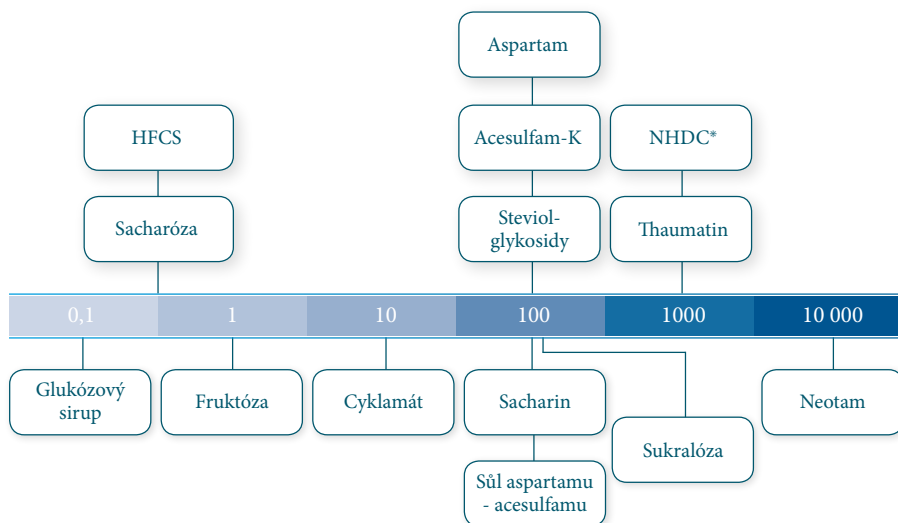 Aspartam
HFCS
Acesulfam-K
NHDC*
Sacharóza
Steviol-
glykosidy
Thaumatin
0,1
1
10
100
1000
10 000
Glukózový
sirup
Fruktóza
Cyklamát
Sacharin
Neotam
Sukralóza
Sůl aspartamu
- acesulfamu